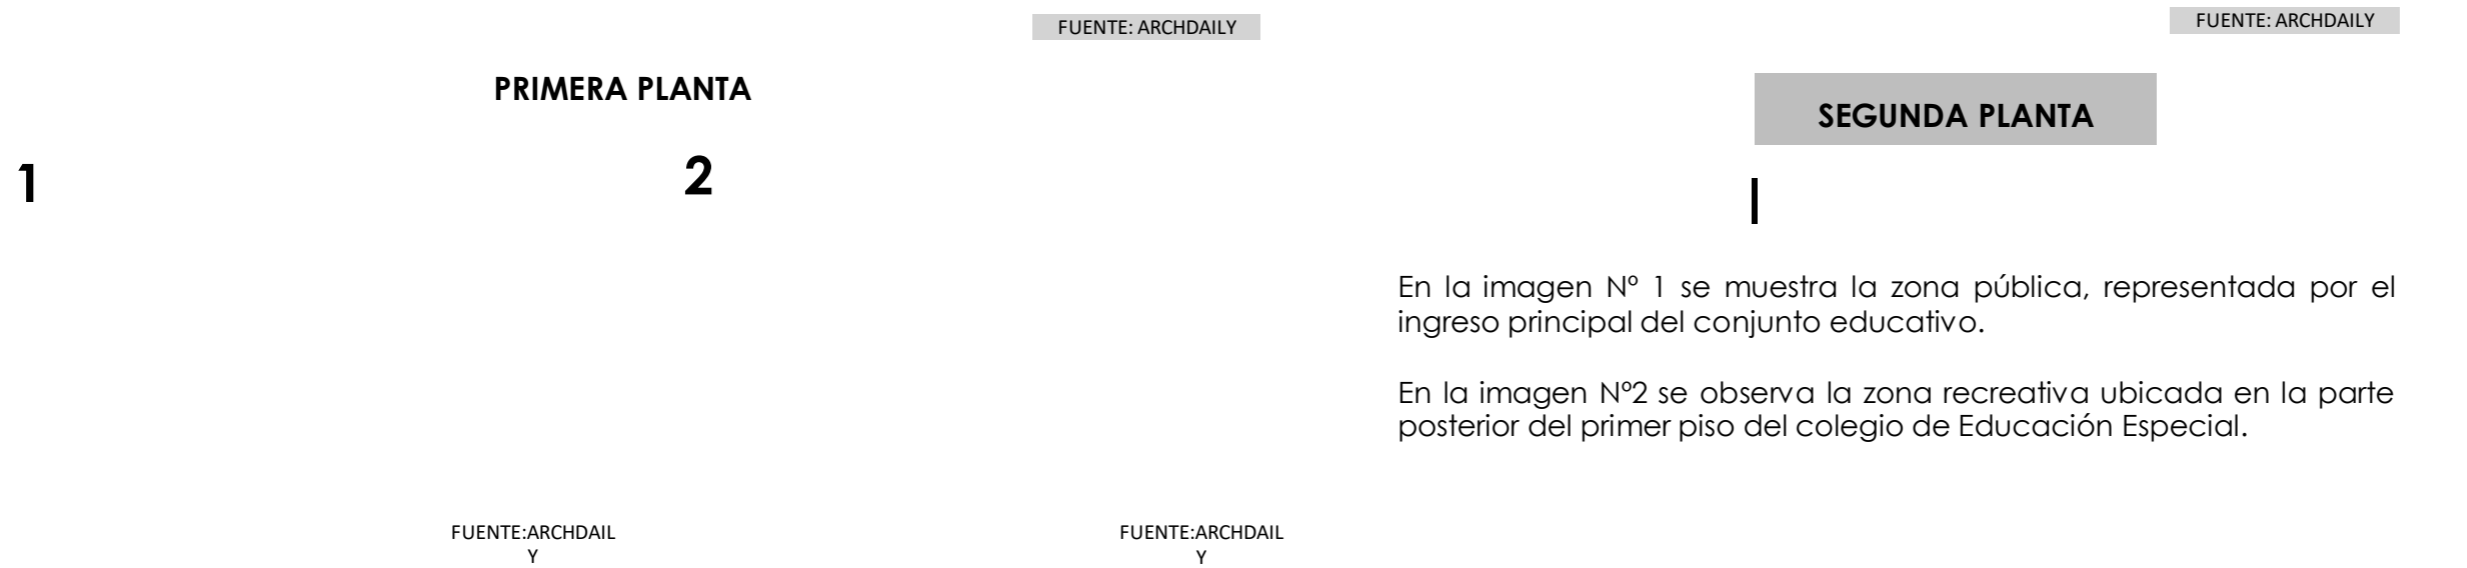 FUENTE: ARCHDAILY
FUENTE: ARCHDAILY
PRIMERA PLANTA
SEGUNDA PLANTA
1
2
En la imagen Nº 1 se muestra la zona pública, representada por el
ingreso principal del conjunto educativo.
En la imagen Nº2 se observa la zona recreativa ubicada en la parte
posterior del primer piso del colegio de Educación Especial.
FUENTE:ARCHDAIL
Y
FUENTE:ARCHDAIL
Y